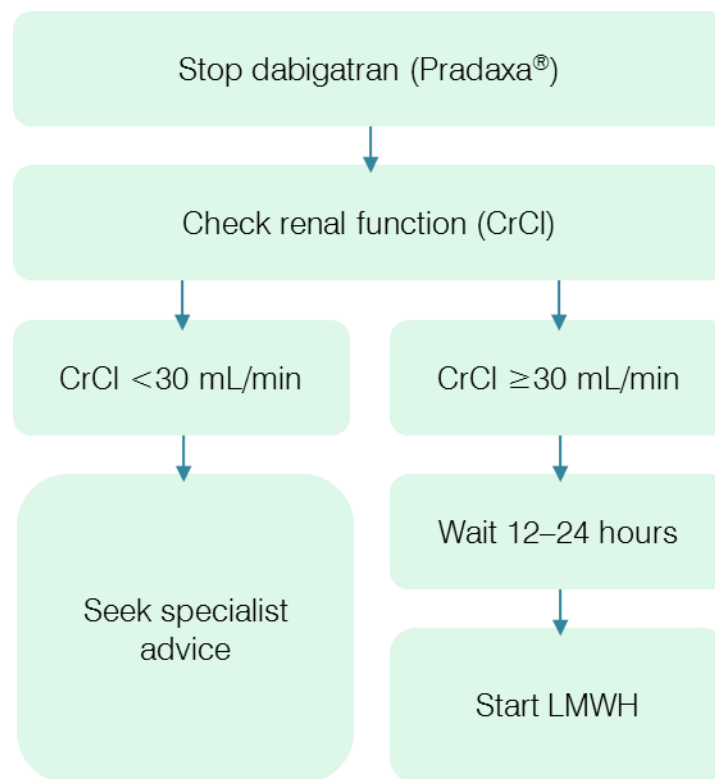 Stop dabigatran (Pradaxa®)
Check renal function (CrCl)
CrCl <30 mL/min
CrCl ≥30 mL/min
Wait 12–24 hours
Seek specialist
advice
Start LMWH